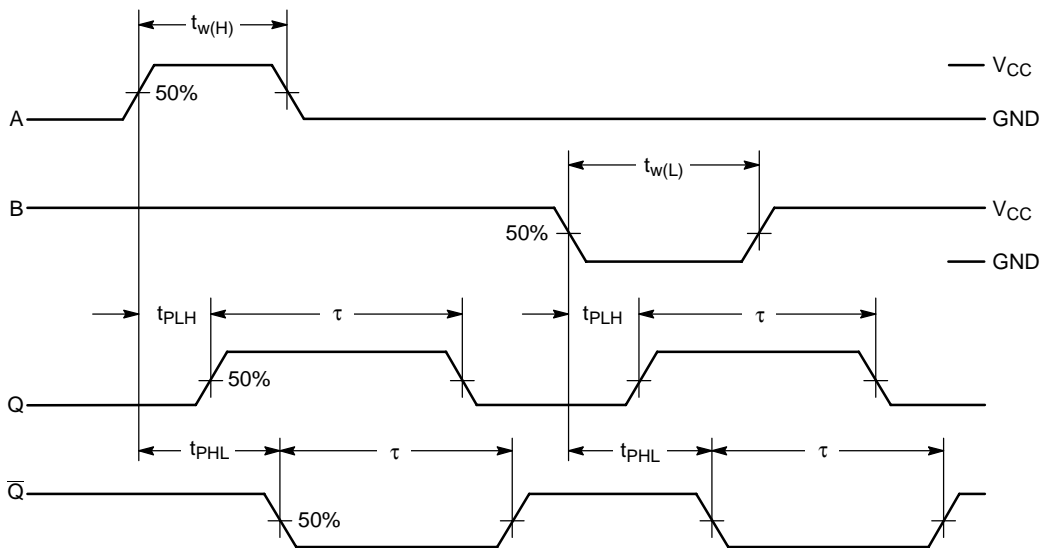 tw(H)
VCC
50%
A
GND
tw(L)
B
VCC
50%
GND
tPLH
τ
tPLH
τ
50%
Q
tPHL
τ
tPHL
τ
Q̅
50%